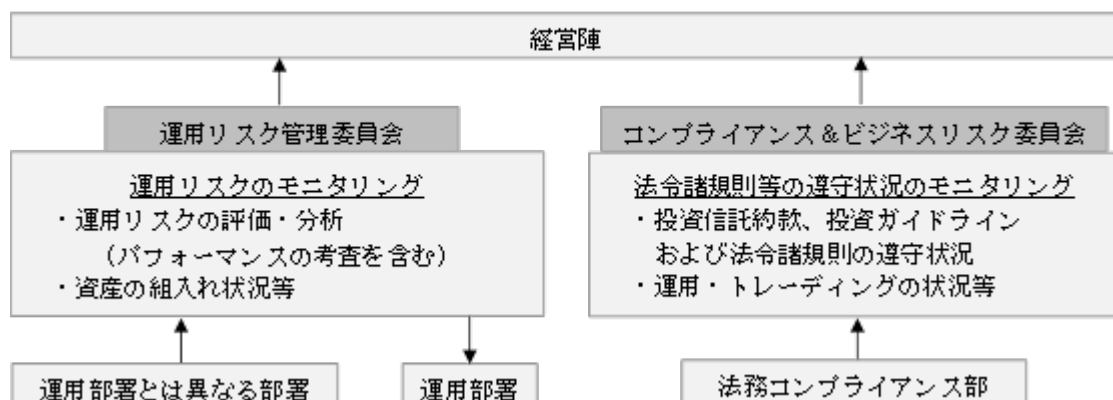 経営陣
運用リスク管理委員会
コンプライアンス＆ビジネスリスク委員会
運用リスクのモニタリング
・運用リスクの評価・分析
（パフォーマンスの考査を含む）
・資産の組入れ状況等
法令諸規則等の遵守状況のモニタリング
・投資信託約款、投資ガイドライン
および法令諸規則の遵守状況
・運用・トレーディングの状況等
運用部署とは異なる部署
運用部署
法務コンプライアンス部